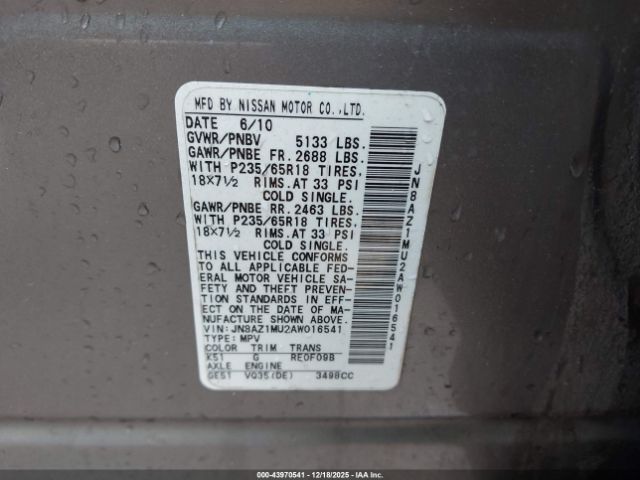 MFD BY NISSAN MOTOR CO.,LTD.
DATE 6/10
GVWR/PNBV 5133 LBS.
GAWR/PNBE FR. 2688 LBS.
WITH P235/65R18 TIRES,
18X7½ RIMS. AT 33 PSI
COLD SINGLE.
GAWR/PNBE RR. 2463 LBS.
WITH P235/65R18 TIRES,
18X7½ RIMS. AT 33 PSI
COLD SINGLE.
THIS VEHICLE CONFORMS
TO ALL APPLICABLE FED-
ERAL MOTOR VEHICLE SA-
FETY AND THEFT PREVEN-
TION STANDARDS IN EFF-
ECT ON THE DATE OF MA-
NUFACTURE SHOWN ABOVE.
VIN: JN8AZ1MU2AW016541
TYPE: MPV
COLOR TRIM TRANS
K51 G RE0F09B
AXLE ENGINE
GE51 VQ35(DE) 3498CC
JN8AZ1MU2AW016541
000-43970541 - 12/18/2025 - IAA Inc.